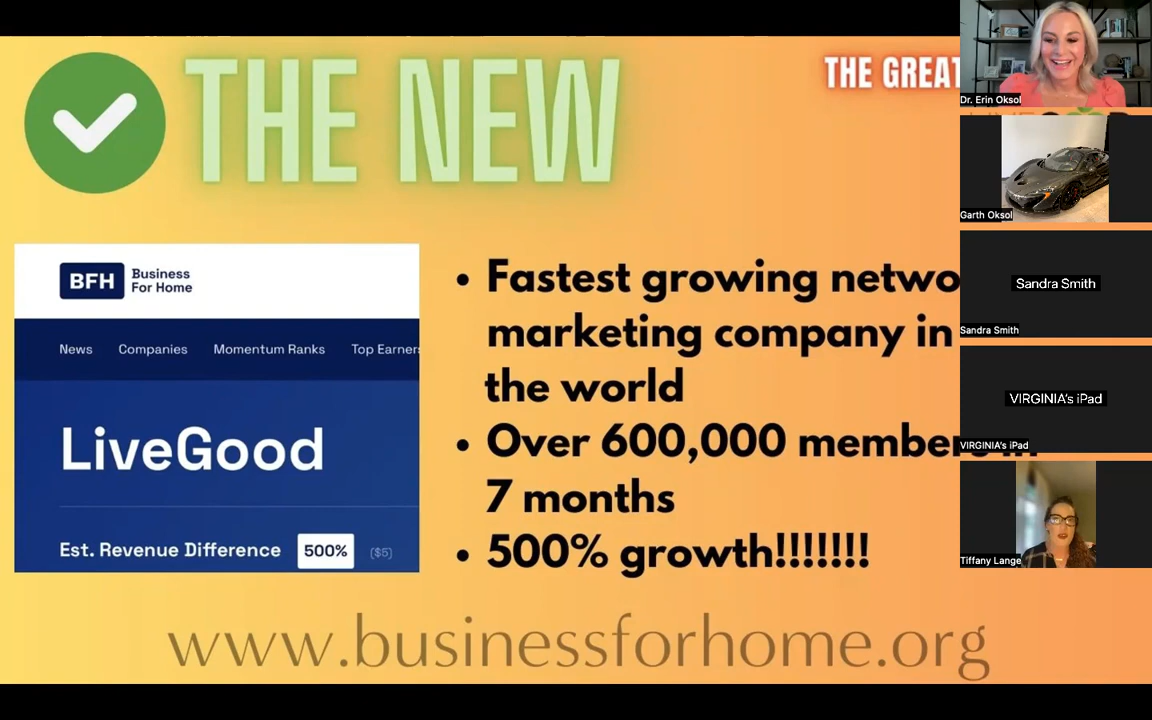 THE NEW
THE GREAT
BFH Business
For Home
News Companies Momentum Ranks Top Earners
LiveGood
Est. Revenue Difference 500% ($5)
• Fastest growing netwo
marketing company in
the world
• Over 600,000 members in
7 months
• 500% growth!!!!!!!
www.businessforhome.org
Dr. Erin Oksol
Garth Oksol
Sandra Smith
Sandra Smith
VIRGINIA's iPad
VIRGINIA's iPad
Tiffany Lange